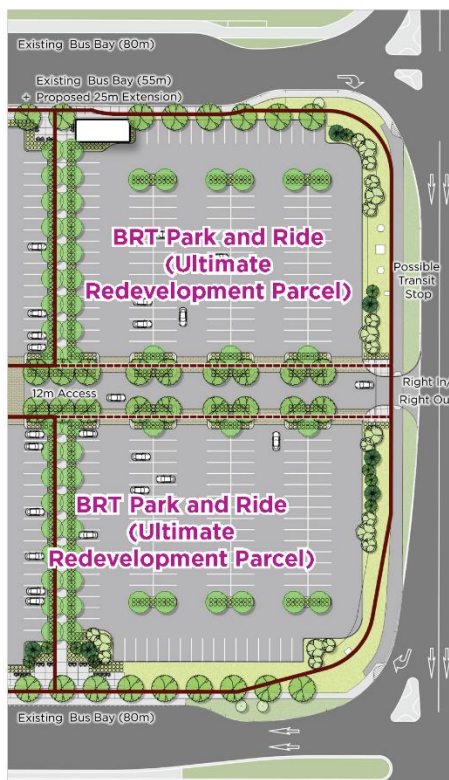 Existing Bus Bay (80m)
Existing Bus Bay (55m)
+ Proposed 25m Extension)
BRT Park and Ride
(Ultimate
Redevelopment Parcel)
Possible
Transit
Stop
12m Access
Right In/
Right Out
BRT Park and Ride
(Ultimate
Redevelopment Parcel)
Existing Bus Bay (80m)